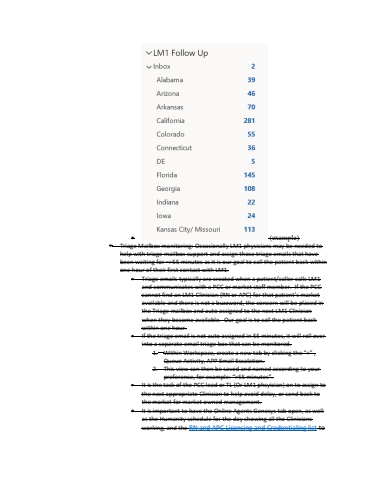 LM1 Follow Up
Inbox 2
Alabama 39
Arizona 46
Arkansas 70
California 281
Colorado 55
Connecticut 36
DE 5
Florida 145
Georgia 108
Indiana 22
Iowa 24
Kansas City/ Missouri 113
(example)
Triage Mailbox monitoring: Occasionally LM1 physicians may be needed to
help with triage mailbox support and assign these triage emails that have
been waiting for >=55 minutes as it is our goal to call the patient back within
one hour of their first contact with LM1.
Triage emails typically are created when a patient/caller calls LM1
and communicates with a PCC or market staff member. If the PCC
cannot find an LM1 Clinician (RN or APC) for that patient's market
available and there is not a password, the concern will be placed in
the Triage mailbox and auto assigned to the next LM1 Clinician
when they become available. Our goal is to call the patient back
within one hour.
If the triage email is not auto assigned in 55 minutes, it will roll over
into a separate email triage box that can be monitored.
1. Within Workspace, create a new tab by clicking the "+",
Queue Activity, APP Email Escalation.
2. This view can then be saved and named according to your
preference, for example: ">55 minutes".
It is the task of the PCC lead or TL (Or LM1 physician) on to assign to
the next appropriate Clinician to help avoid delay, or send back to
the market for market owned management.
It is important to have the Online Agents Genesys tab open, as well
as the Humanity schedule for the day showing all the Clinicians
working, and the RN and APC Licensing and Credentialing list to